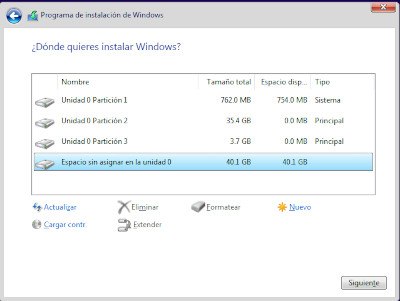 Programa de instalación de Windows
¿Dónde quieres instalar Windows?
Nombre Tamaño total Espacio disp... Tipo
Unidad 0 Partición 1 762.0 MB 754.0 MB Sistema
Unidad 0 Partición 2 35.4 GB 0.0 MB Principal
Unidad 0 Partición 3 3.7 GB 0.0 MB Principal
Espacio sin asignar en la unidad 0 40.1 GB 40.1 GB
Actualizar Eliminar Formatear Nuevo
Cargar contr. Extender
Siguiente